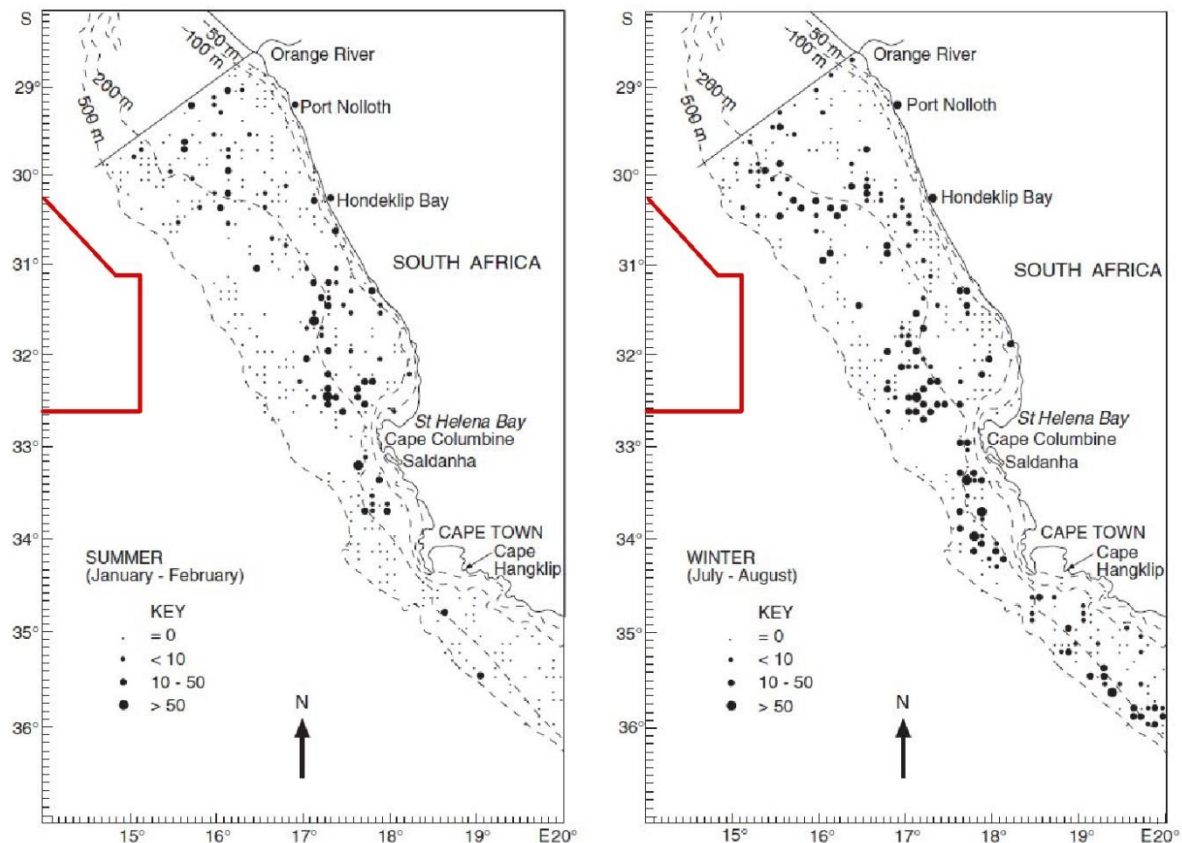 S
50 m
100 m
200 m
500 m
Orange River
29°
Port Nolloth
30°
Hondeklip Bay
31°
SOUTH AFRICA
32°
St Helena Bay
33°
Cape Columbine
Saldanha
34°
CAPE TOWN
Cape
Hangklip
SUMMER
(January - February)
KEY
= 0
35°
< 10
10 - 50
> 50
36°
N
15°
16°
17°
18°
19°
E20°
S
50 m
100 m
200 m
500 m
Orange River
29°
Port Nolloth
30°
Hondeklip Bay
31°
SOUTH AFRICA
32°
St Helena Bay
33°
Cape Columbine
Saldanha
34°
CAPE TOWN
Cape
Hangklip
WINTER
(July - August)
KEY
= 0
35°
< 10
10 - 50
> 50
36°
N
15°
16°
17°
18°
19°
E20°